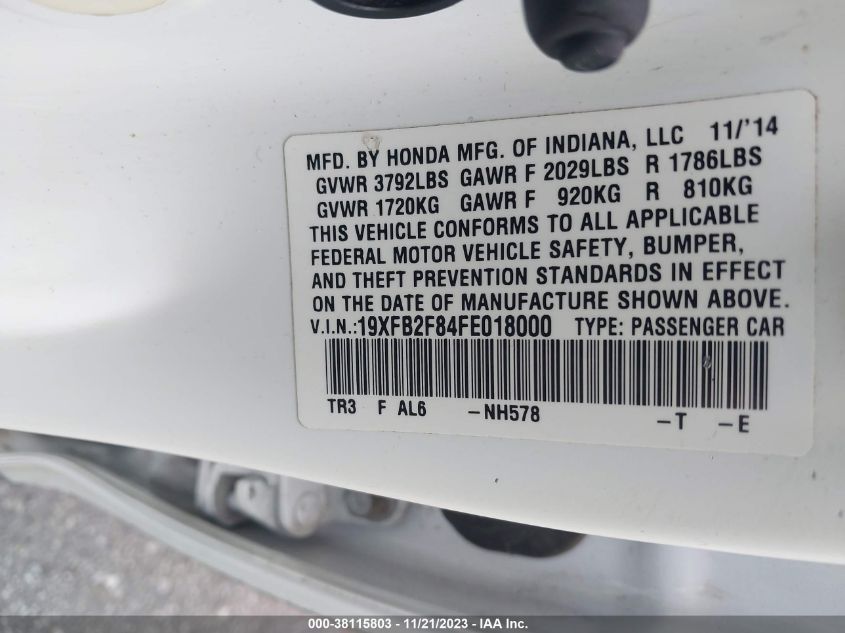 MFD. BY HONDA MFG. OF INDIANA, LLC 11/'14
GVWR 3792LBS GAWR F 2029LBS R 1786LBS
GVWR 1720KG GAWR F 920KG R 810KG
THIS VEHICLE CONFORMS TO ALL APPLICABLE
FEDERAL MOTOR VEHICLE SAFETY, BUMPER,
AND THEFT PREVENTION STANDARDS IN EFFECT
ON THE DATE OF MANUFACTURE SHOWN ABOVE.
V.I.N.:19XFB2F84FE018000 TYPE: PASSENGER CAR
TR3 F AL6 -NH578 -T -E
000-38115803 - 11/21/2023 - IAA Inc.